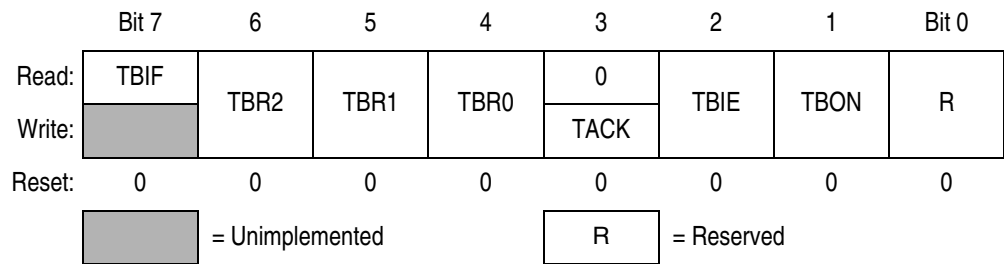 Bit 7 6 5 4 3 2 1 Bit 0
Read: TBIF TBR2 TBR1 TBR0 0 TBIE TBON R
Write: TACK
Reset: 0 0 0 0 0 0 0 0
= Unimplemented R = Reserved